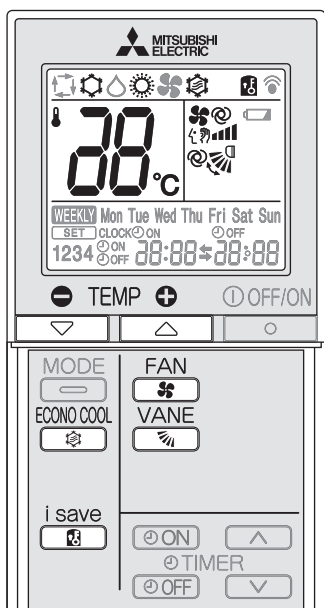 MITSUBISHI
ELECTRIC
88°C
WEEKLY Mon Tue Wed Thu Fri Sat Sun
SET CLOCK ON OFF
1234 ON OFF 88:88 88:88
TEMP OFF/ON
MODE FAN
ECONO COOL VANE
i save
ON
TIMER
OFF